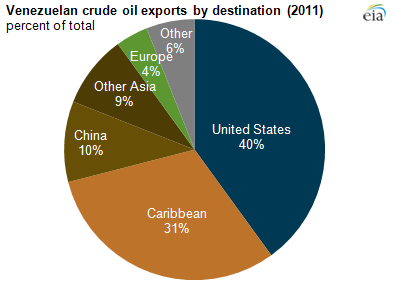 Venezuelan crude oil exports by destination (2011)
percent of total
eia
Other
6%
Europe
4%
Other Asia
9%
United States
40%
China
10%
Caribbean
31%